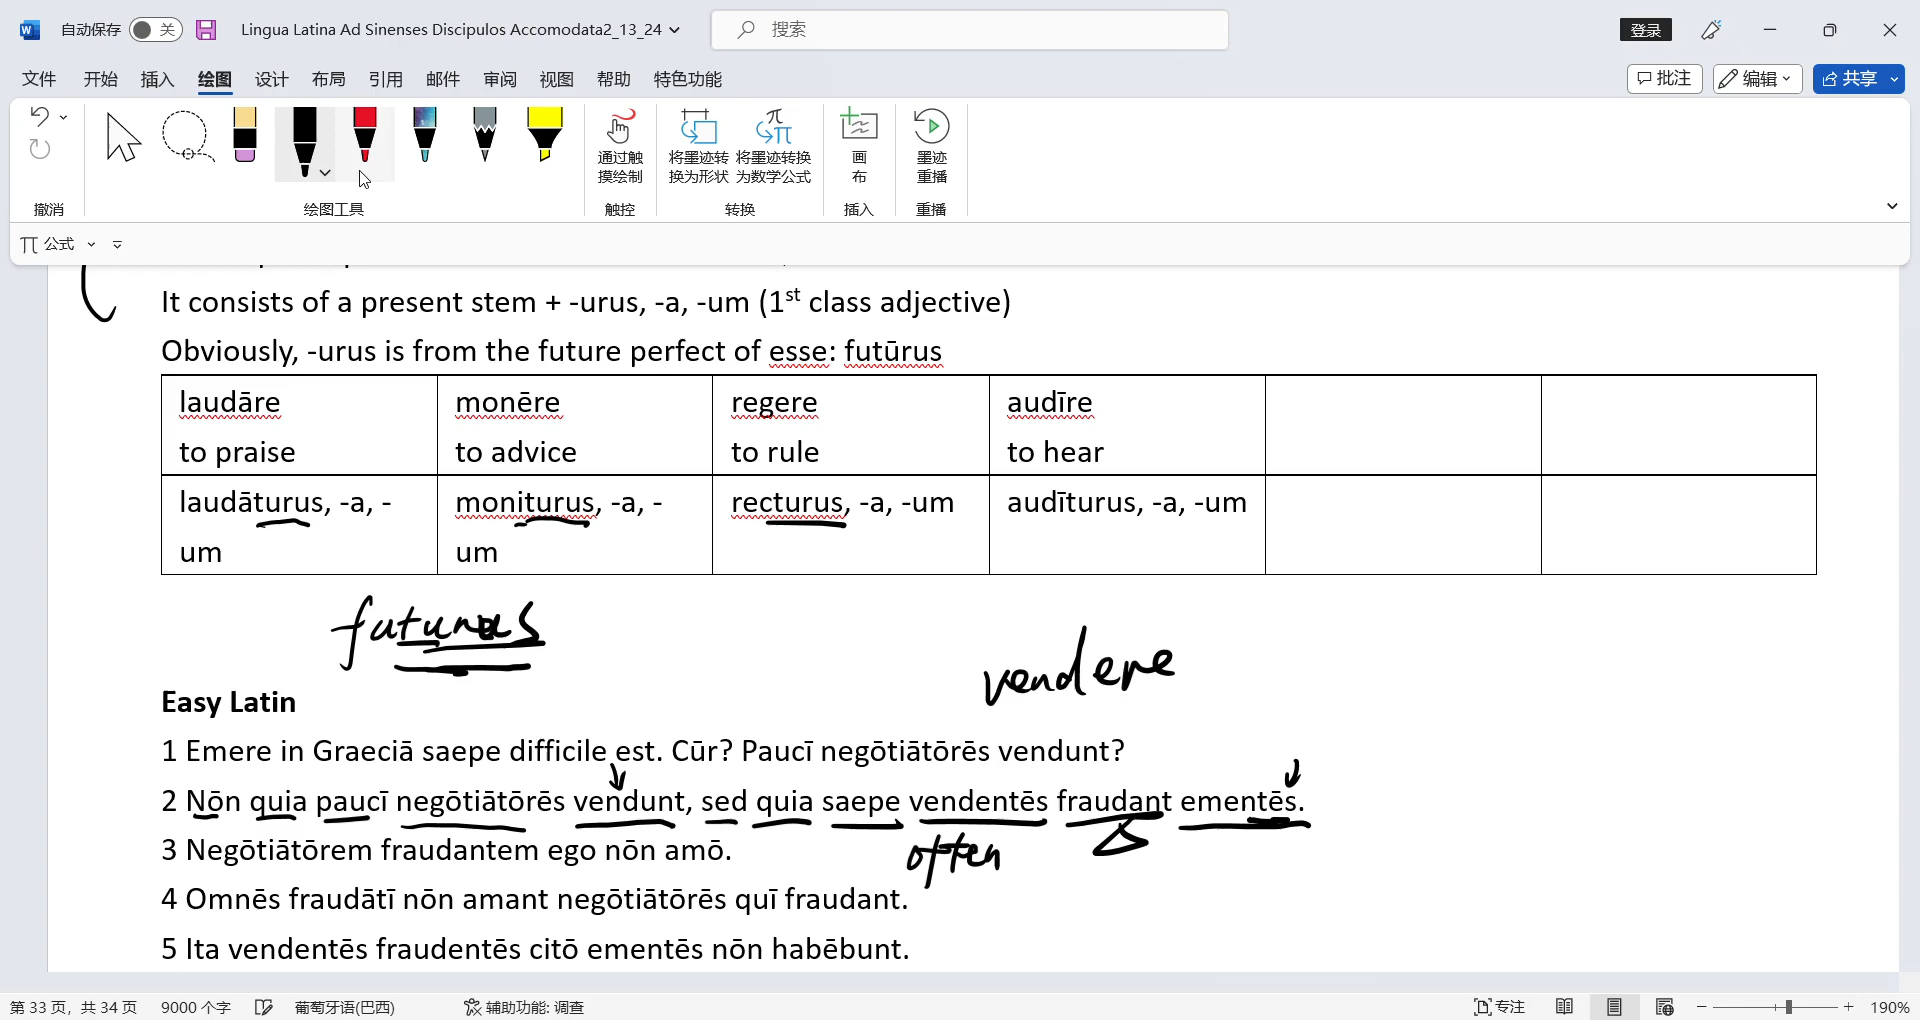 自动保存 关 Lingua Latina Ad Sinenses Discipulos Accomodata2_13_24 搜索 登录
文件 开始 插入 绘图 设计 布局 引用 邮件 审阅 视图 帮助 特色功能 批注 编辑 共享
通过触摸绘制 将墨迹转换为形状 将墨迹转换为数学公式 画布 墨迹重播
撤消 绘图工具 触控 转换 插入 重播
公式
It consists of a present stem + -urus, -a, -um (1st class adjective)
Obviously, -urus is from the future perfect of esse: futūrus
laudāre monēre regere audīre
to praise to advice to rule to hear
laudāturus, -a, - moniturus, -a, - recturus, -a, -um audīturus, -a, -um
um um
futurus
vendere
Easy Latin
1 Emere in Graeciā saepe difficile est. Cūr? Paucī negōtiātōrēs vendunt?
2 Nōn quia paucī negōtiātōrēs vendunt, sed quia saepe vendentēs fraudant ementēs.
3 Negōtiātōrem fraudantem ego nōn amō.
often
4 Omnēs fraudātī nōn amant negōtiātōrēs quī fraudant.
5 Ita vendentēs fraudentēs citō ementēs nōn habēbunt.
第 33 页，共 34 页 9000 个字 葡萄牙语(巴西) 辅助功能: 调查 专注 190%